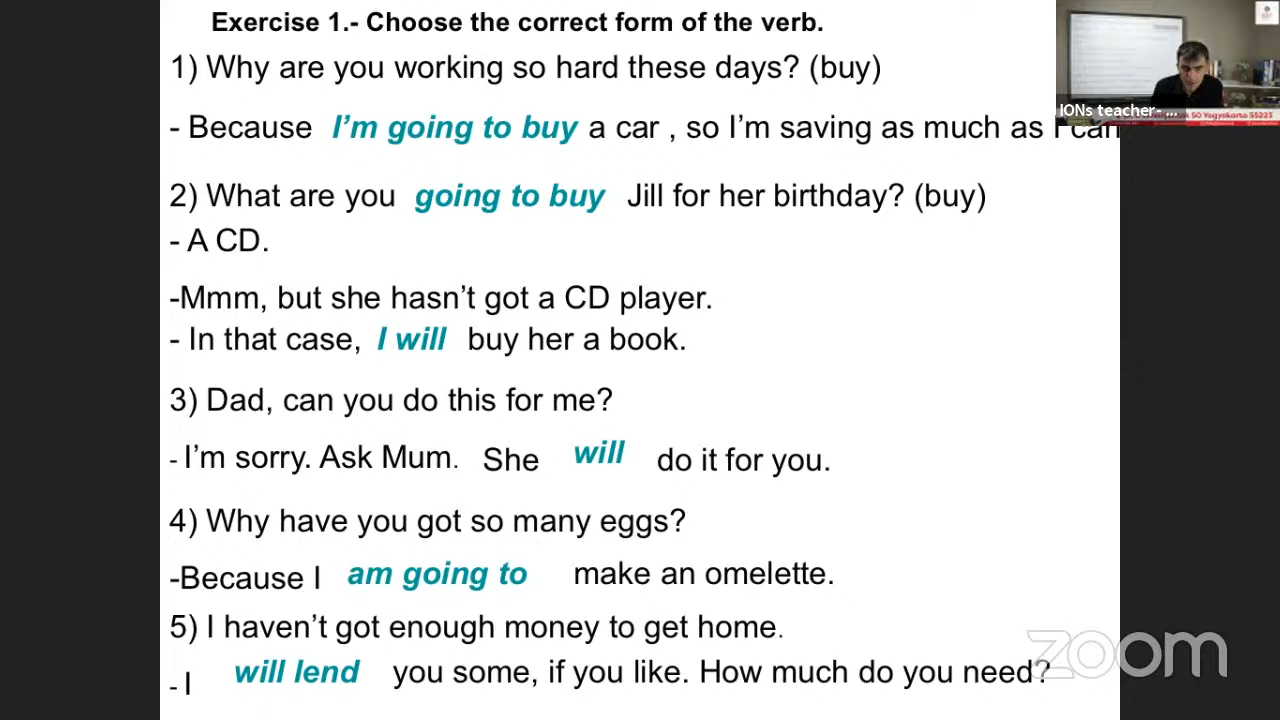 Exercise 1.- Choose the correct form of the verb.
1) Why are you working so hard these days? (buy)
- Because I’m going to buy a car , so I’m saving as much as I can
2) What are you going to buy Jill for her birthday? (buy)
- A CD.
-Mmm, but she hasn’t got a CD player.
- In that case, I will buy her a book.
3) Dad, can you do this for me?
- I’m sorry. Ask Mum. She will do it for you.
4) Why have you got so many eggs?
-Because I am going to make an omelette.
5) I haven’t got enough money to get home.
- I will lend you some, if you like. How much do you need?
IONs teacher- ...
50 Yogyakarta 55223
zoom